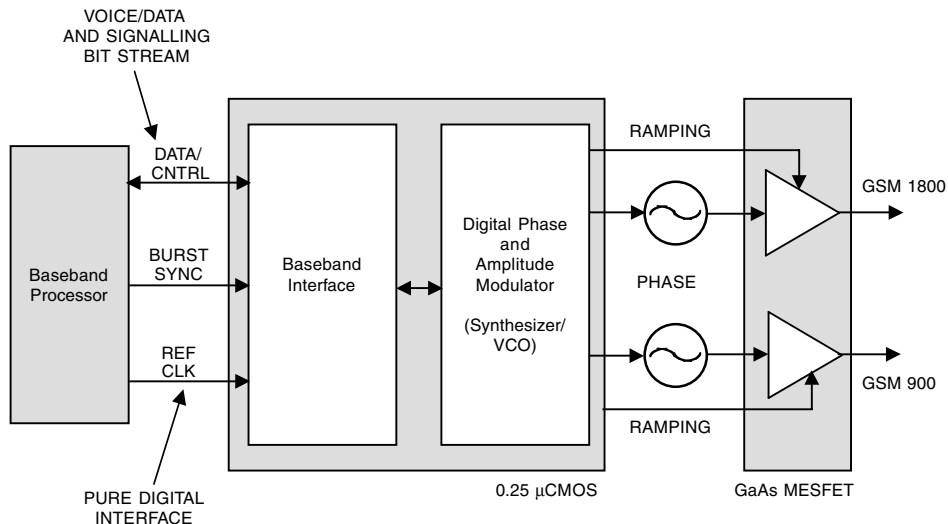 VOICE/DATA
AND SIGNALLING
BIT STREAM
Baseband
Processor
DATA/
CNTRL
BURST
SYNC
REF
CLK
PURE DIGITAL
INTERFACE
Baseband
Interface
Digital Phase
and
Amplitude
Modulator
(Synthesizer/
VCO)
0.25 μCMOS
RAMPING
PHASE
RAMPING
GSM 1800
GSM 900
GaAs MESFET